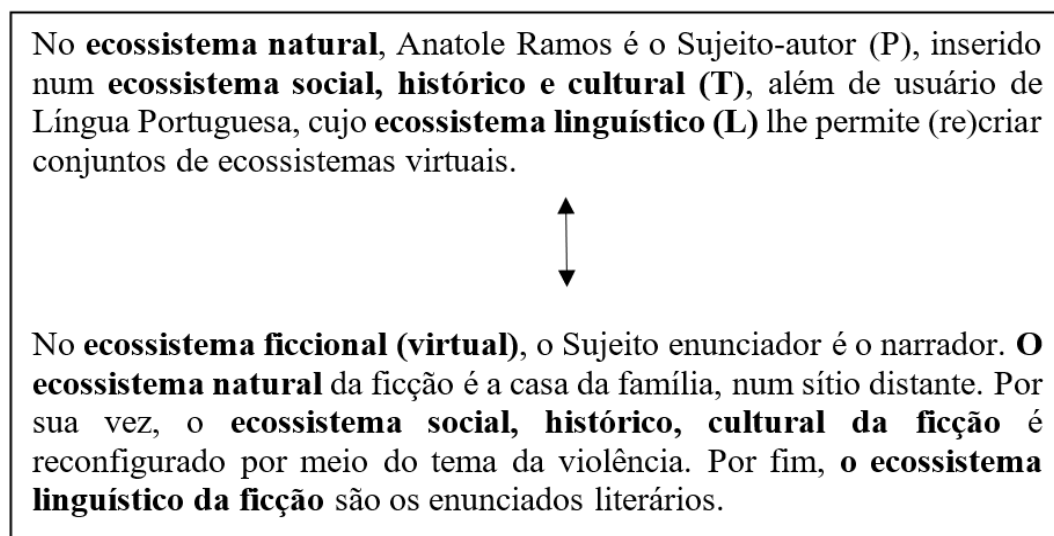 No ecossistema natural, Anatole Ramos é o Sujeito-autor (P), inserido
num ecossistema social, histórico e cultural (T), além de usuário de
Língua Portuguesa, cujo ecossistema linguístico (L) lhe permite (re)criar
conjuntos de ecossistemas virtuais.
No ecossistema ficcional (virtual), o Sujeito enunciador é o narrador. O
ecossistema natural da ficção é a casa da família, num sítio distante. Por
sua vez, o ecossistema social, histórico, cultural da ficção é
reconfigurado por meio do tema da violência. Por fim, o ecossistema
linguístico da ficção são os enunciados literários.